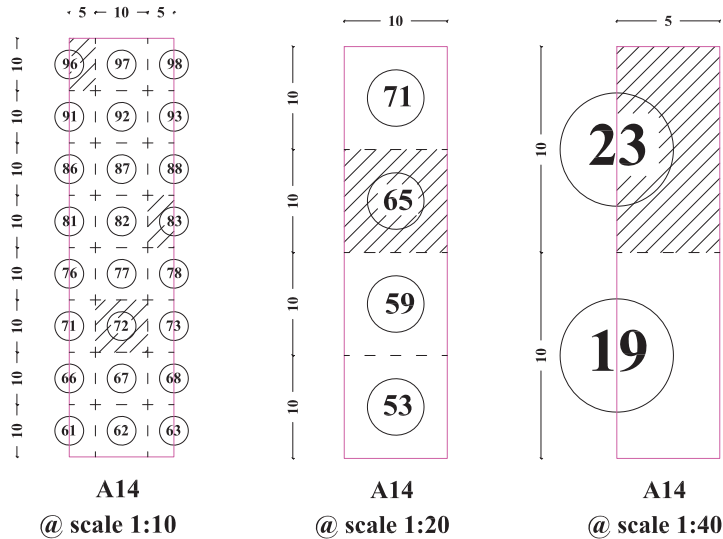 5 10 5
10 96 97 98
10 91 92 93
10 86 87 88
10 81 82 83
10 76 77 78
10 71 72 73
10 66 67 68
10 61 62 63
A14
@ scale 1:10
10
10 71
10 65
10 59
10 53
A14
@ scale 1:20
5
10 23
10 19
A14
@ scale 1:40